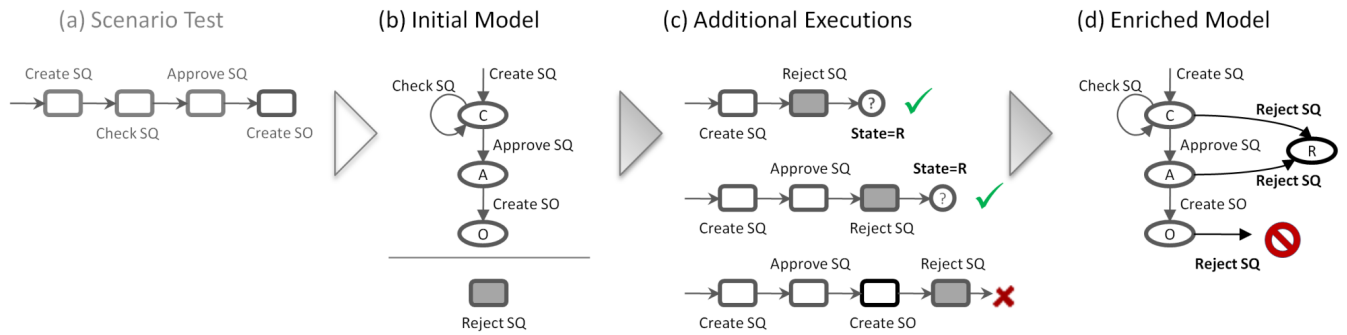 (a) Scenario Test
Create SQ
Approve SQ
Check SQ
Create SO
(b) Initial Model
Create SQ
Check SQ
C
Approve SQ
A
Create SO
O
Reject SQ
(c) Additional Executions
Reject SQ
?
Create SQ
State=R
Approve SQ
State=R
?
Create SQ
Reject SQ
Approve SQ
Reject SQ
Create SQ
Create SO
(d) Enriched Model
Create SQ
Check SQ
C
Reject SQ
Approve SQ
R
A
Reject SQ
Create SO
O
Reject SQ